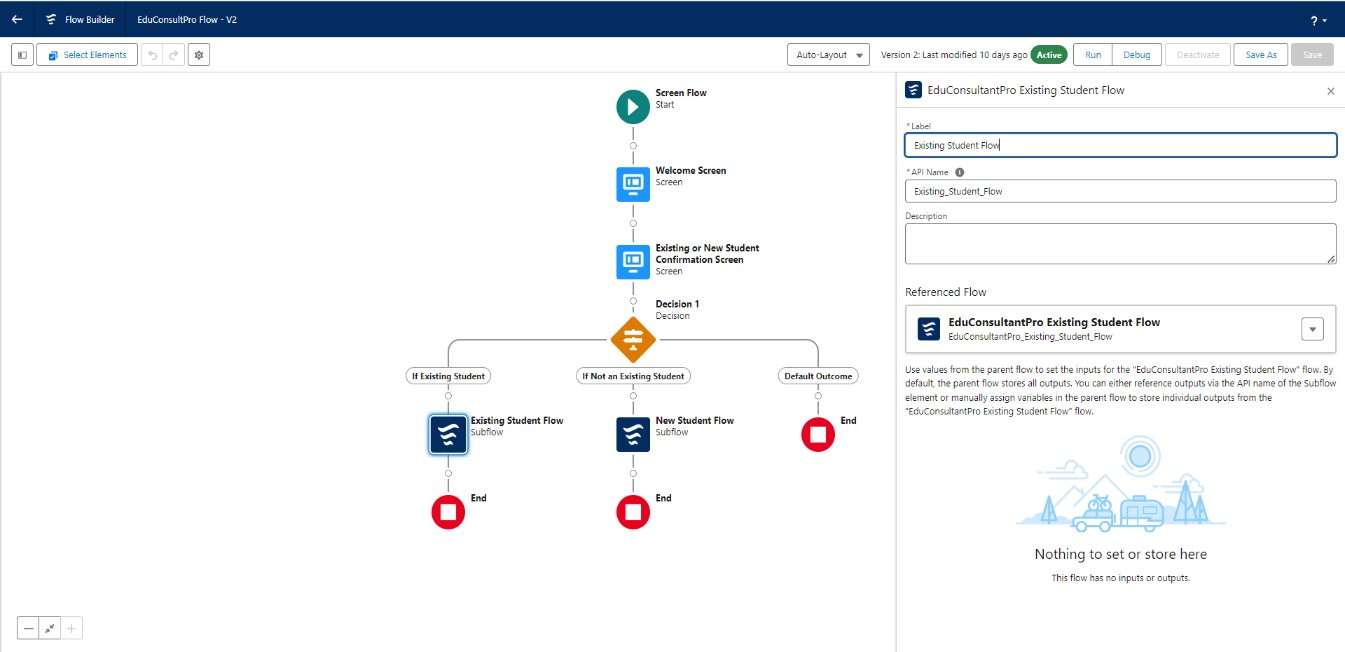 Flow Builder
EduConsultPro Flow - V2
?
Select Elements
Auto-Layout
Version 2: Last modified 10 days ago
Active
Run
Debug
Deactivate
Save As
Save
Screen Flow
Start
Welcome Screen
Screen
Existing or New Student
Confirmation Screen
Screen
Decision 1
Decision
If Existing Student
If Not an Existing Student
Default Outcome
Existing Student Flow
Subflow
New Student Flow
Subflow
End
End
End
EduConsultantPro Existing Student Flow
* Label
Existing Student Flow
* API Name
Existing_Student_Flow
Description
Referenced Flow
EduConsultantPro Existing Student Flow
EduConsultantPro_Existing_Student_Flow
Use values from the parent flow to set the inputs for the "EduConsultantPro Existing Student Flow" flow. By
default, the parent flow stores all outputs. You can either reference outputs via the API name of the Subflow
element or manually assign variables in the parent flow to store individual outputs from the
"EduConsultantPro Existing Student Flow" flow.
Nothing to set or store here
This flow has no inputs or outputs.